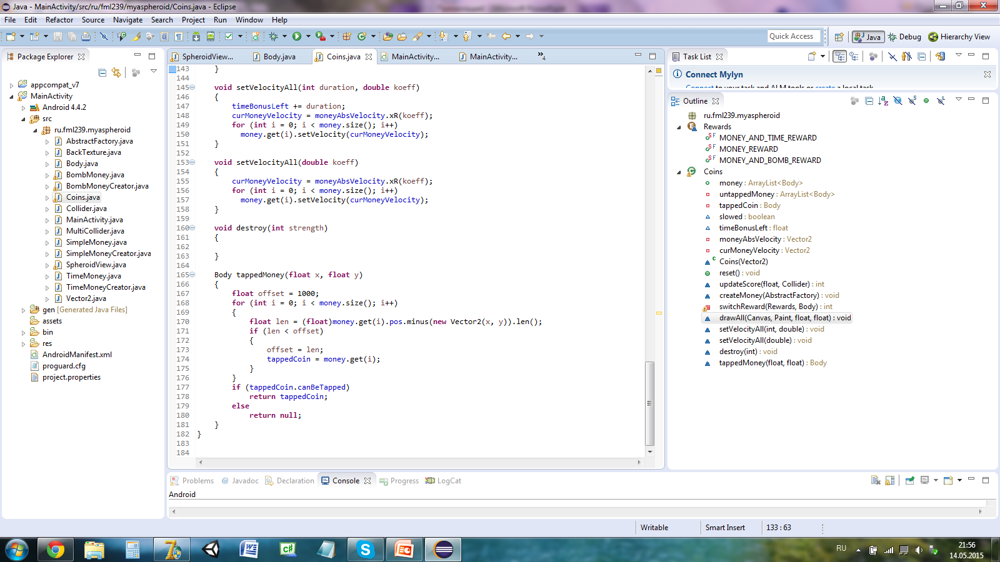 Java - MainActivity/src/ru/fml239/myaspheroid/Coins.java - Eclipse
File Edit Refactor Source Navigate Search Project Run Window Help
Quick Access
Java
Debug
Hierarchy View
Package Explorer
appcompat_v7
MainActivity
Android 4.4.2
src
ru.fml239.myaspheroid
AbstractFactory.java
BackTexture.java
Body.java
BombMoney.java
BombMoneyCreator.java
Coins.java
Collider.java
MainActivity.java
MultiCollider.java
SimpleMoney.java
SimpleMoneyCreator.java
SpheroidView.java
TimeMoney.java
TimeMoneyCreator.java
Vector2.java
gen [Generated Java Files]
assets
bin
res
AndroidManifest.xml
proguard.cfg
project.properties
SpheroidView...
Body.java
Coins.java
MainActivity...
MainActivity...
»4
143 }
144
145 void setVelocityAll(int duration, double koeff)
146 {
147 timeBonusLeft += duration;
148 curMoneyVelocity = moneyAbsVelocity.xR(koeff);
149 for (int i = 0; i < money.size(); i++)
150 money.get(i).setVelocity(curMoneyVelocity);
151 }
152
153 void setVelocityAll(double koeff)
154 {
155 curMoneyVelocity = moneyAbsVelocity.xR(koeff);
156 for (int i = 0; i < money.size(); i++)
157 money.get(i).setVelocity(curMoneyVelocity);
158 }
159
160 void destroy(int strength)
161 {
162
163 }
164
165 Body tappedMoney(float x, float y)
166 {
167 float offset = 1000;
168 for (int i = 0; i < money.size(); i++)
169 {
170 float len = (float)money.get(i).pos.minus(new Vector2(x, y)).len();
171 if (len < offset)
172 {
173 offset = len;
174 tappedCoin = money.get(i);
175 }
176 }
177 if (tappedCoin.canBeTapped)
178 return tappedCoin;
179 else
180 return null;
181 }
182 }
183
184
Task List
Connect Mylyn
Connect to your task and ALM tools or create a local task
Outline
ru.fml239.myaspheroid
Rewards
MONEY_AND_TIME_REWARD
MONEY_REWARD
MONEY_AND_BOMB_REWARD
Coins
money : ArrayList<Body>
untappedMoney : ArrayList<Body>
tappedCoin : Body
slowed : boolean
timeBonusLeft : float
moneyAbsVelocity : Vector2
curMoneyVelocity : Vector2
Coins(Vector2)
reset() : void
updateScore(float, Collider) : int
createMoney(AbstractFactory) : void
switchReward(Rewards, Body) : int
drawAll(Canvas, Paint, float, float) : void
setVelocityAll(int, double) : void
setVelocityAll(double) : void
destroy(int) : void
tappedMoney(float, float) : Body
Problems
Javadoc
Declaration
Console
Progress
LogCat
Android
Writable
Smart Insert
133 : 63
RU
21:56
14.05.2015